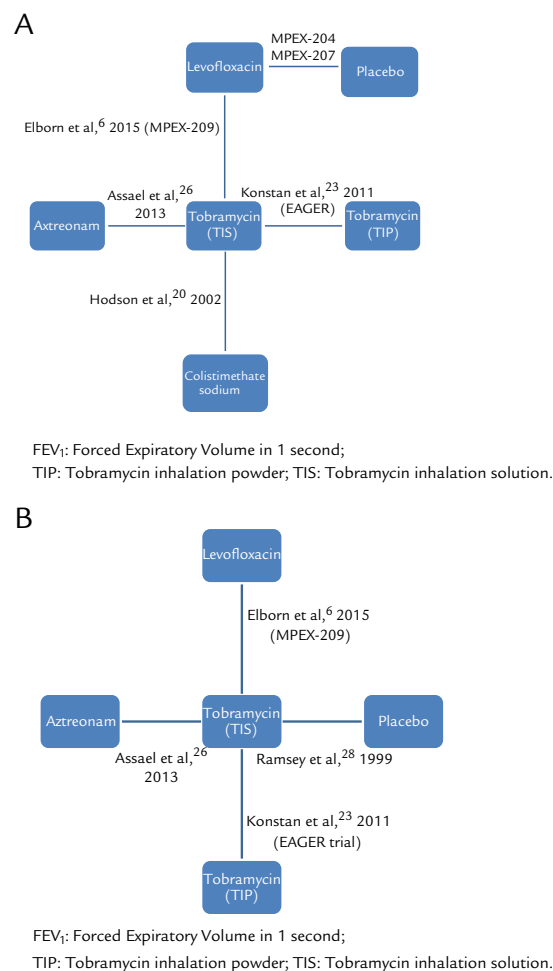 A
MPEX-204
MPEX-207
Levofloxacin
Placebo
Elborn et al,6 2015 (MPEX-209)
Assael et al,26
2013
Konstan et al,23 2011
(EAGER)
Axtreonam
Tobramycin
(TIS)
Tobramycin
(TIP)
Hodson et al,20 2002
Colistimethate
sodium
FEV1: Forced Expiratory Volume in 1 second;
TIP: Tobramycin inhalation powder; TIS: Tobramycin inhalation solution.
B
Levofloxacin
Elborn et al,6 2015
(MPEX-209)
Aztreonam
Tobramycin
(TIS)
Placebo
Assael et al,26
2013
Ramsey et al,28 1999
Konstan et al,23 2011
(EAGER trial)
Tobramycin
(TIP)
FEV1: Forced Expiratory Volume in 1 second;
TIP: Tobramycin inhalation powder; TIS: Tobramycin inhalation solution.